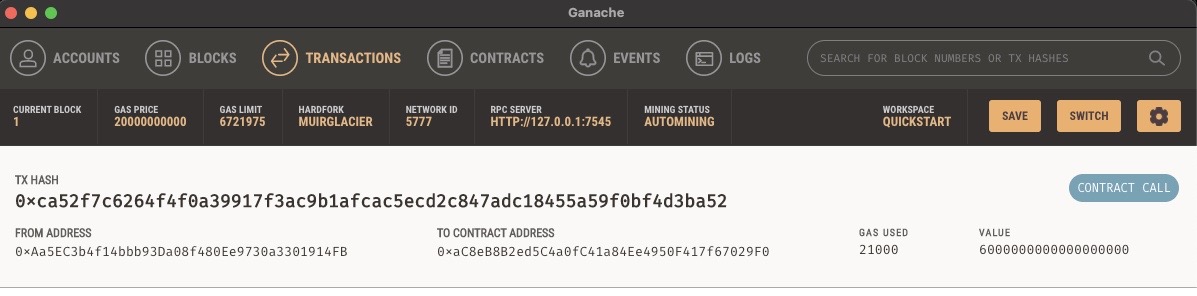 Ganache
ACCOUNTS BLOCKS TRANSACTIONS CONTRACTS EVENTS LOGS SEARCH FOR BLOCK NUMBERS OR TX HASHES
CURRENT BLOCK GAS PRICE GAS LIMIT HARDFORK NETWORK ID RPC SERVER MINING STATUS WORKSPACE
1 20000000000 6721975 MUIRGLACIER 5777 HTTP://127.0.0.1:7545 AUTOMINING QUICKSTART SAVE SWITCH
TX HASH
0×ca52f7c6264f4f0a39917f3ac9b1afcac5ecd2c847adc18455a59f0bf4d3ba52 CONTRACT CALL
FROM ADDRESS TO CONTRACT ADDRESS GAS USED VALUE
0×Aa5EC3b4f14bbb93Da08f480Ee9730a3301914FB 0×aC8eB8B2ed5C4a0fC41a84Ee4950F417f67029F0 21000 6000000000000000000